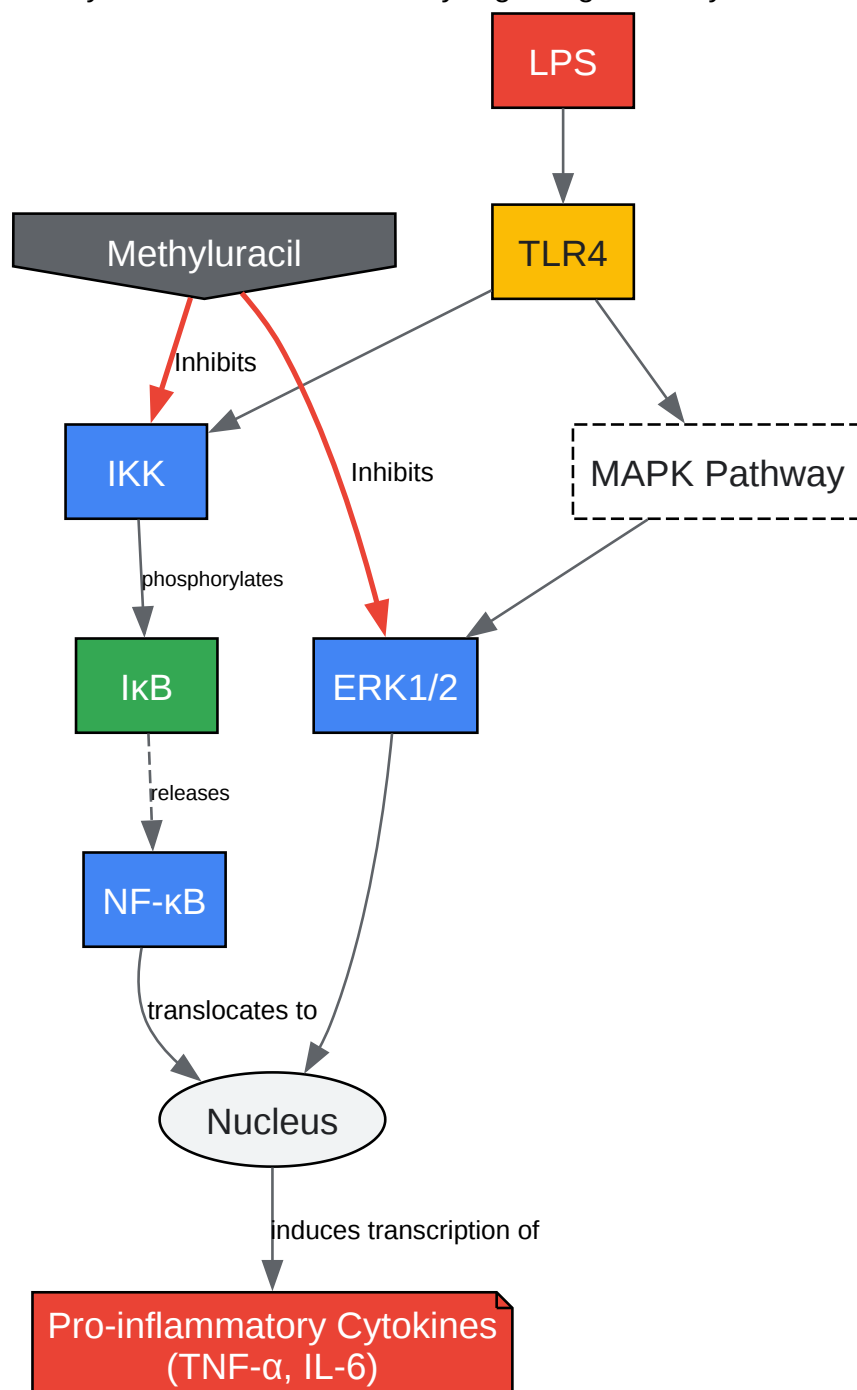 LPS
TLR4
Methyluracil
Inhibits
IKK
Inhibits
MAPK Pathway
phosphorylates
IκB
ERK1/2
releases
NF-κB
translocates to
Nucleus
induces transcription of
Pro-inflammatory Cytokines
(TNF-α, IL-6)